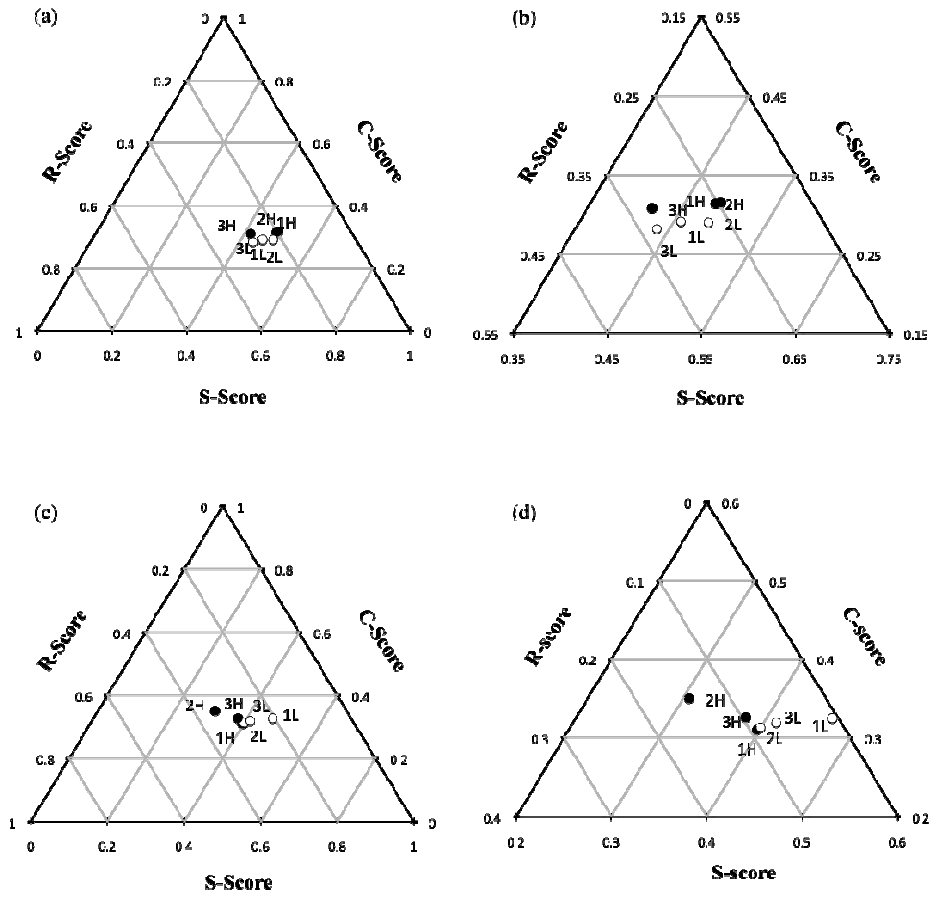 (a)
0 1
0.2 0.8
0.4 0.6
R-Score C-Score
0.6 0.4
3H 2H 1H
3L 1L 2L
0.8 0.2
1 0
0 0.2 0.4 0.6 0.8 1
S-Score
(b)
0.15 0.55
0.25 0.45
R-Score C-Score
0.35 0.35
3H 1H 2H
3L 1L 2L
0.45 0.25
0.55 0.15
0.35 0.45 0.55 0.65 0.75
S-Score
(c)
0 1
0.2 0.8
R-Score C-Score
0.4 0.6
0.6 0.4
2H 3H 3L 1L
1H 2L
0.8 0.2
1 0
0 0.2 0.4 0.6 0.8 1
S-Score
(d)
0 0.6
0.1 0.5
R-score C-score
0.2 0.4
2H
3H 3L 1L
1H 2L
0.3 0.3
0.4 0.2
0.2 0.3 0.4 0.5 0.6
S-score